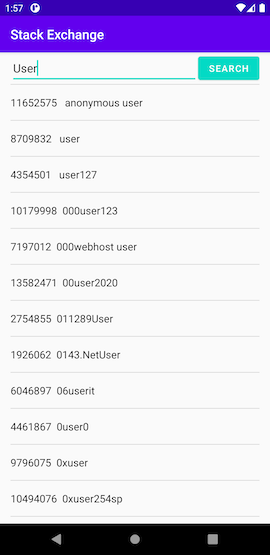 1:57
Stack Exchange
User SEARCH
11652575 anonymous user
8709832 user
4354501 user127
10179998 000user123
7197012 000webhost user
13582471 00user2020
2754855 011289User
1926062 0143.NetUser
6046897 06userit
4461867 0user0
9796075 0xuser
10494076 0xuser254sp